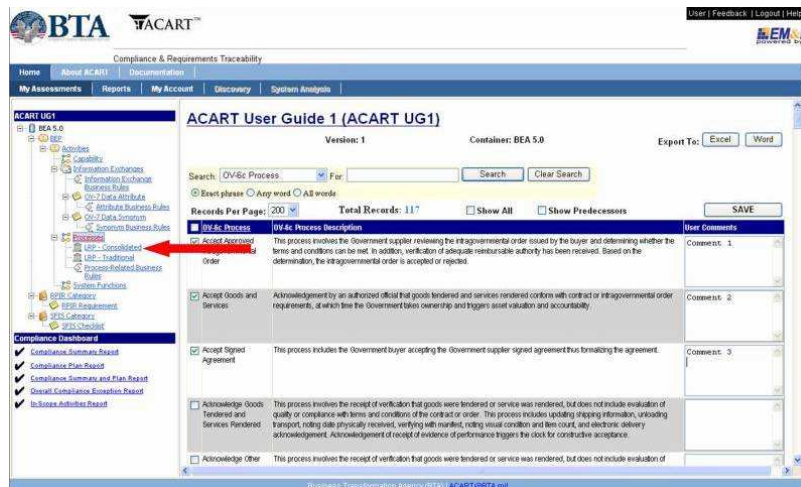 User | Feedback | Logout | Help
BTA
ACART™
EM&
powered by
Compliance & Requirements Traceability
Home About ACART Documentation
My Assessments Reports My Account Discovery System Analysis
ACART UG1
BEA 5.0
BEP
Activities
Capability
Information Exchanges
Information Exchange
Business Rules
OV-7 Data Attribute
Attribute Business Rules
OV-7 Data Synonym
Synonym Business Rules
Processes
LRP - Consolidated
LRP - Traditional
Process-Related Business
Rules
System Functions
RFIR Category
RFIR Requirement
SFIS Category
SFIS Checklist
Compliance Dashboard
Compliance Summary Report
Compliance Plan Report
Compliance Summary and Plan Report
Overall Compliance Exception Report
In-Scope Activities Report
ACART User Guide 1 (ACART UG1)
Version: 1 Container: BEA 5.0 Export To: Excel Word
Search: OV-6c Process For: Search Clear Search
Exact phrase Any word All words
Records Per Page: 200 Total Records: 117 Show All Show Predecessors SAVE
OV-6c Process OV-6c Process Description User Comments
Accept Approved
Intragovernmental
Order
This process involves the Government supplier reviewing the intragovernmental order issued by the buyer and determining whether the
terms and conditions can be met. In addition, verification of adequate reimbursable authority has been received. Based on the
determination, the intragovernmental order is accepted or rejected.
Comment 1
Accept Goods and
Services
Acknowledgement by an authorized official that goods tendered and services rendered conform with contract or intragovernmental order
requirements, at which time the Government takes ownership and triggers asset valuation and accountability.
Comment 2
Accept Signed
Agreement
This process includes the Government buyer accepting the Government supplier signed agreement thus formalizing the agreement.
Comment 3
Acknowledge Goods
Tendered and
Services Rendered
This process involves the receipt of verification that goods were tendered or service was rendered, but does not include evaluation of
quality or compliance with terms and conditions of the contract or order. This process includes updating shipping information, unloading
transport, noting date physically received, verifying with manifest, noting visual condition and item count, and electronic delivery
acknowledgement. Acknowledgement of receipt of evidence of performance triggers the clock for constructive acceptance.
Acknowledge Other
This process involves the receipt of verification that goods were tendered or service was rendered, but does not include evaluation of
Business Transformation Agency (BTA) | ACART@BTA.mil